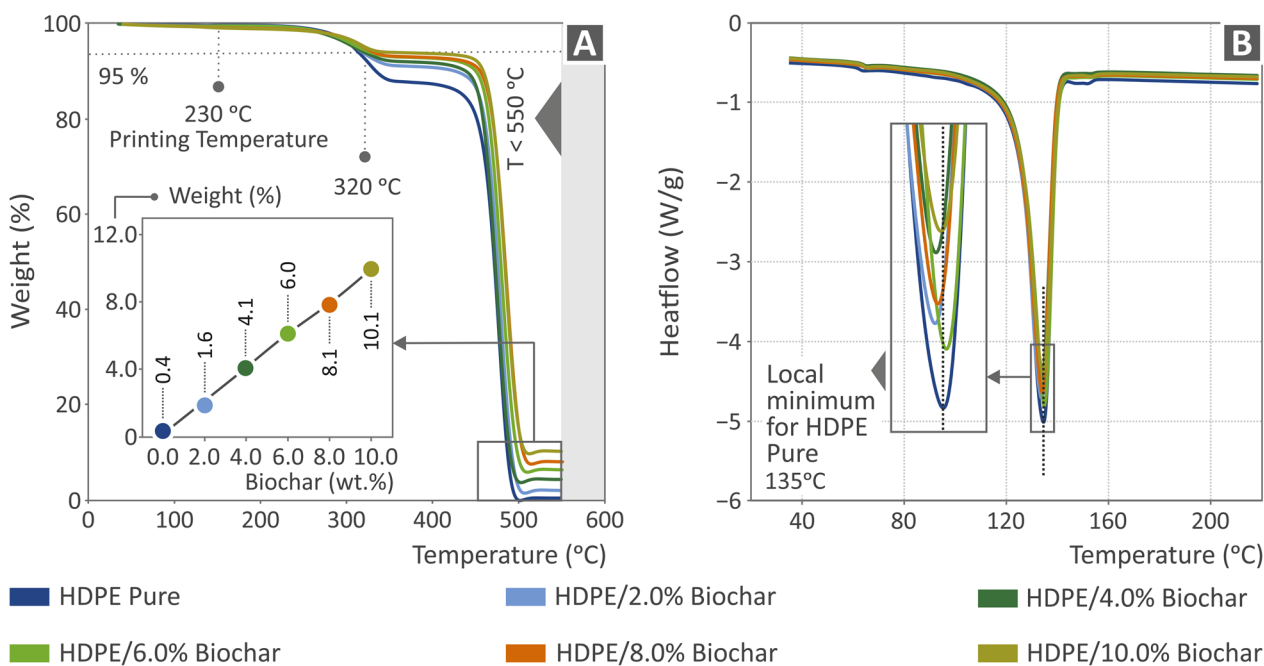 A
100
80
60
40
20
0
Weight (%)
95 %
230 ºC
Printing Temperature
320 ºC
T < 550 ºC
Weight (%)
12.0
8.0
4.0
0
0.4
1.6
4.1
6.0
8.1
10.1
0.0 2.0 4.0 6.0 8.0 10.0
Biochar (wt.%)
0 100 200 300 400 500 600
Temperature (ºC)
B
0
−1
−2
−3
−4
−5
−6
Heatflow (W/g)
Local
minimum
for HDPE
Pure
135ºC
40 80 120 160 200
Temperature (ºC)
HDPE Pure
HDPE/2.0% Biochar
HDPE/4.0% Biochar
HDPE/6.0% Biochar
HDPE/8.0% Biochar
HDPE/10.0% Biochar